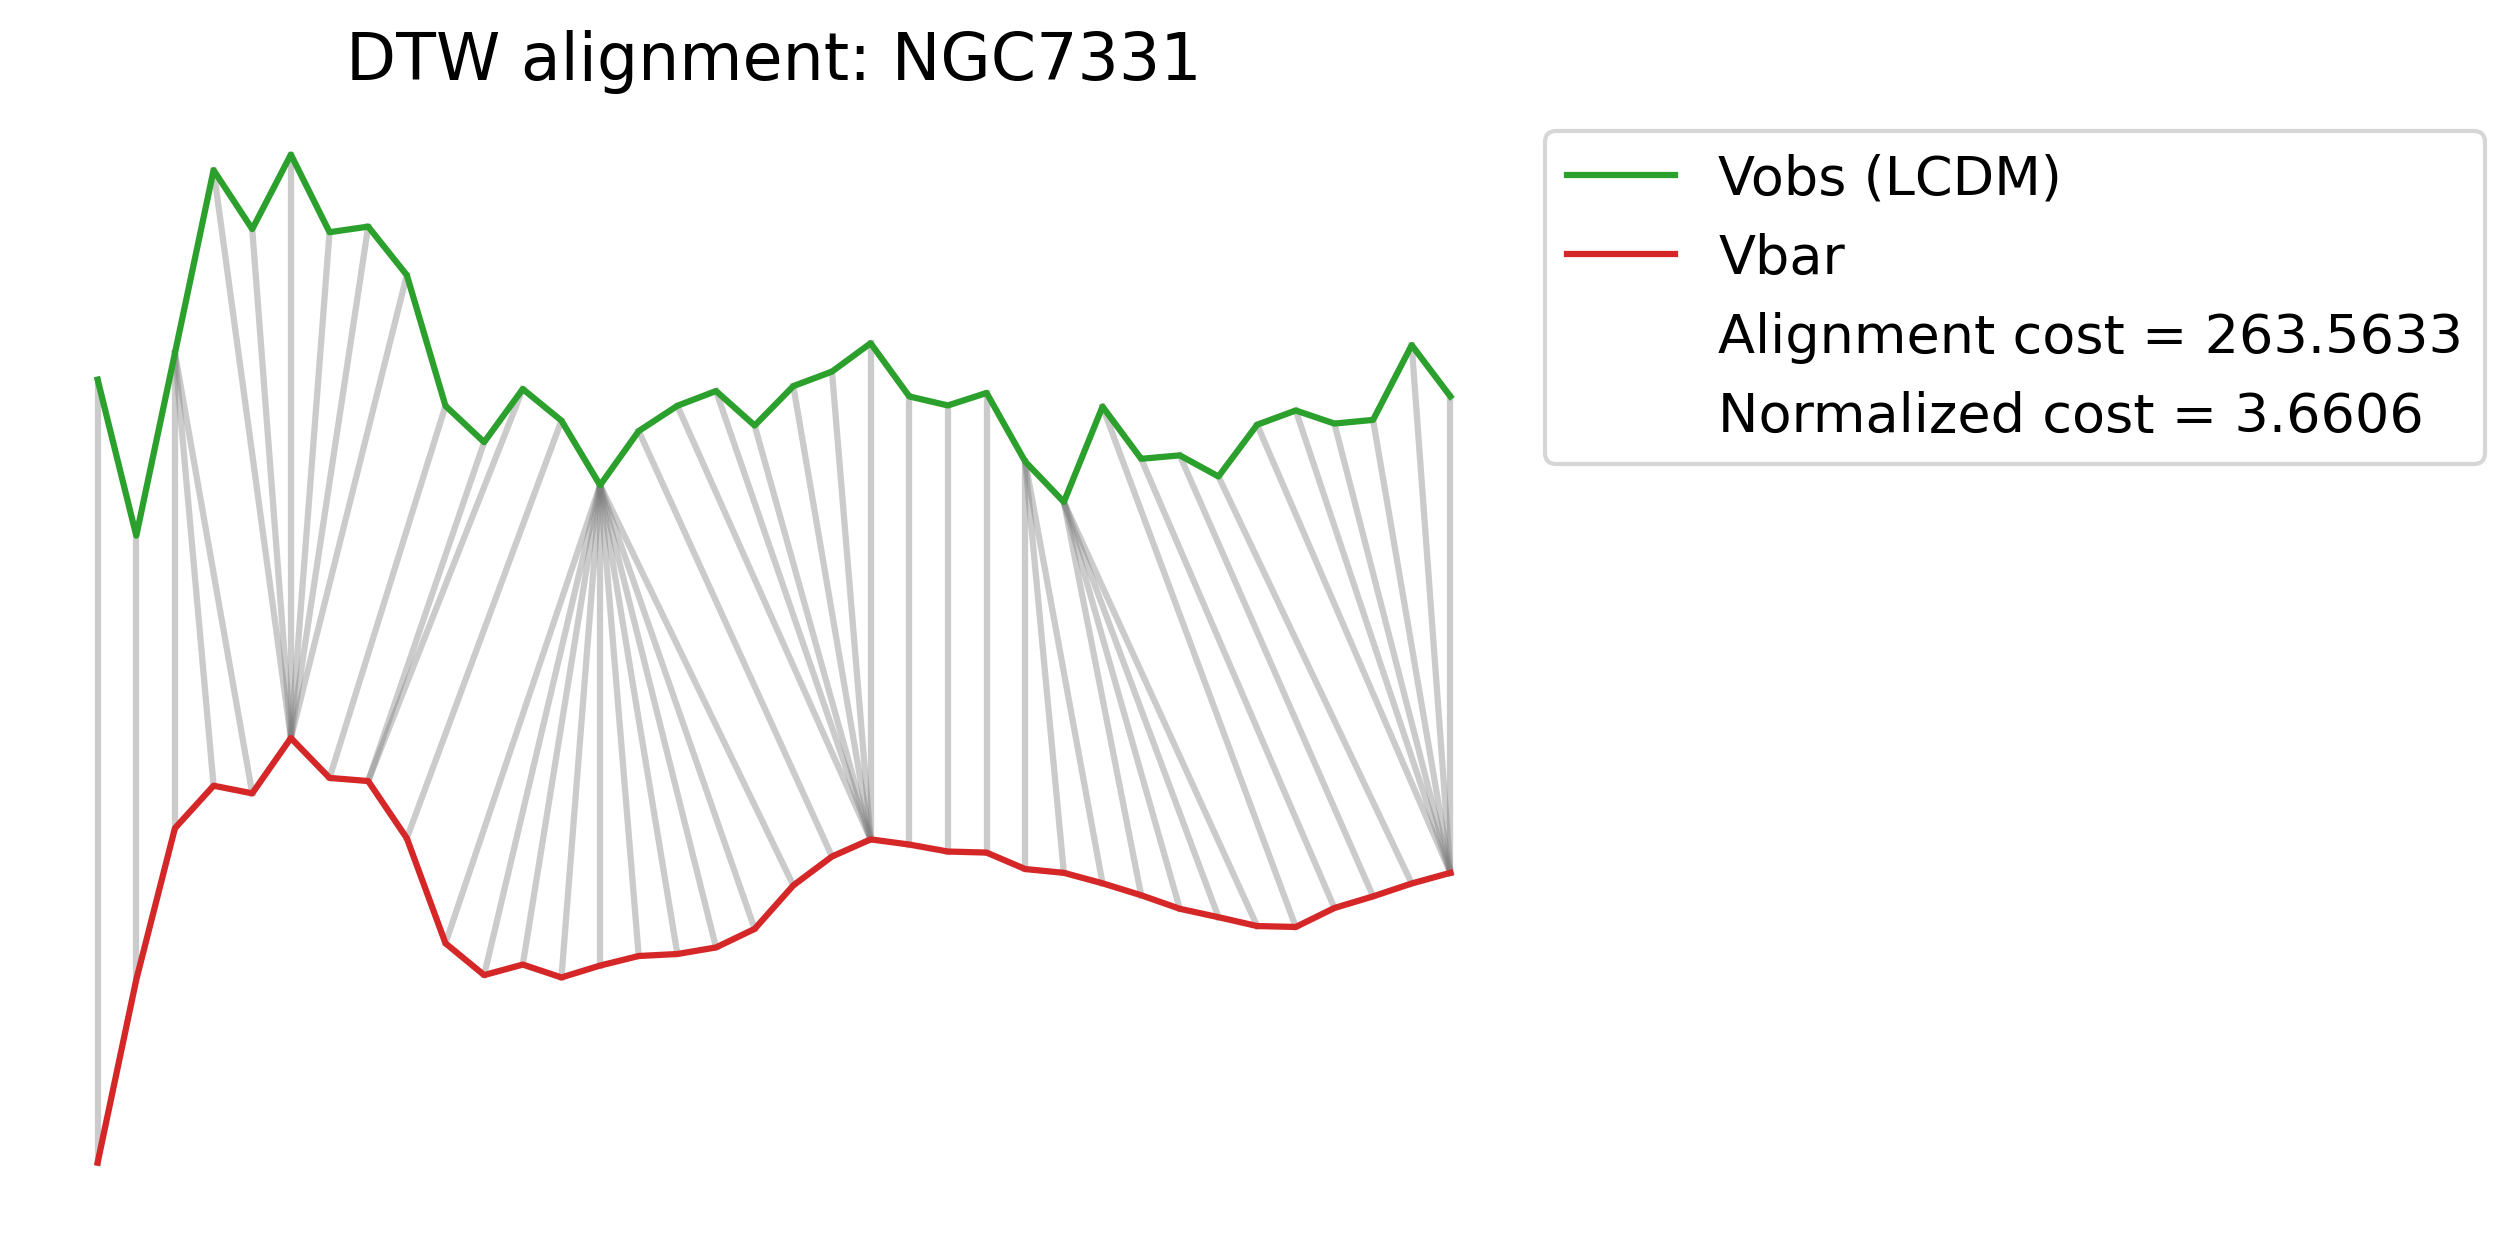 DTW alignment: NGC7331
Vobs (LCDM)
Vbar
Alignment cost = 263.5633
Normalized cost = 3.6606